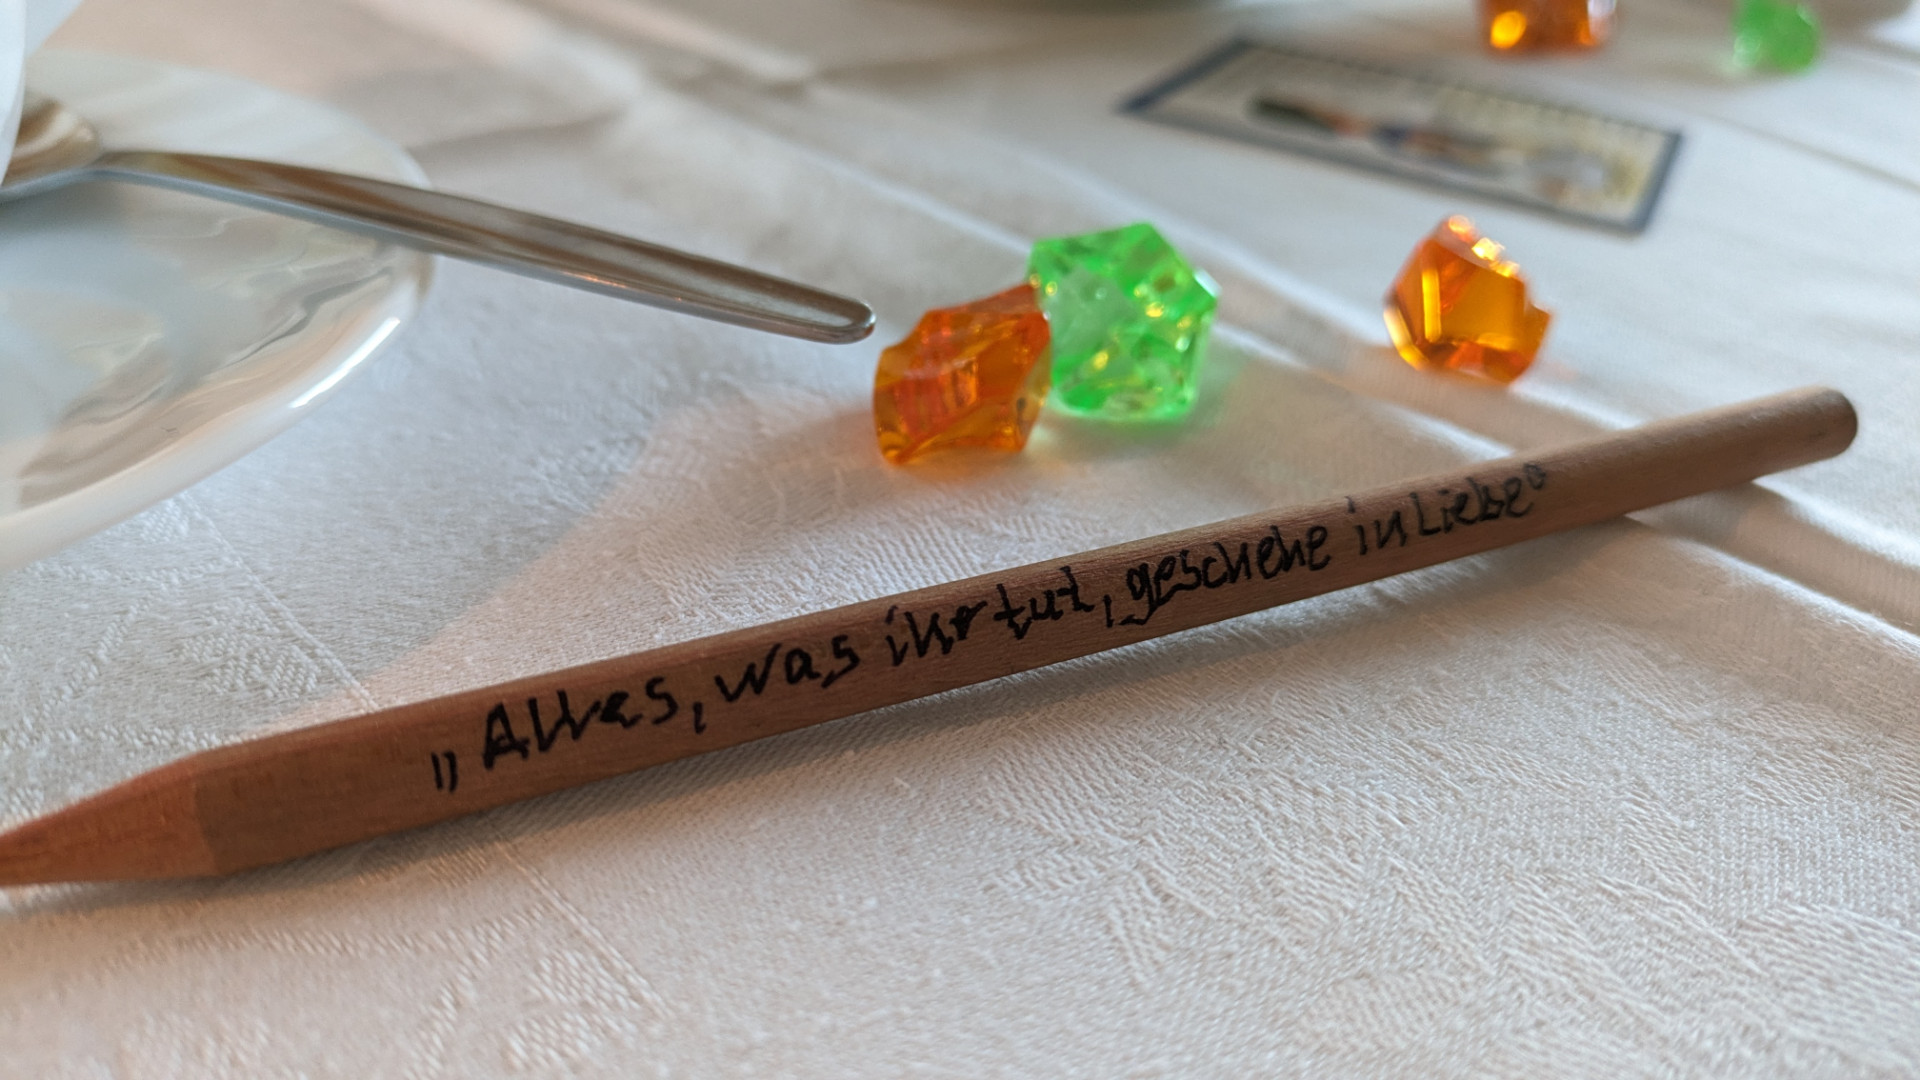 „Alles, was ihr tut, geschehe in Liebe“